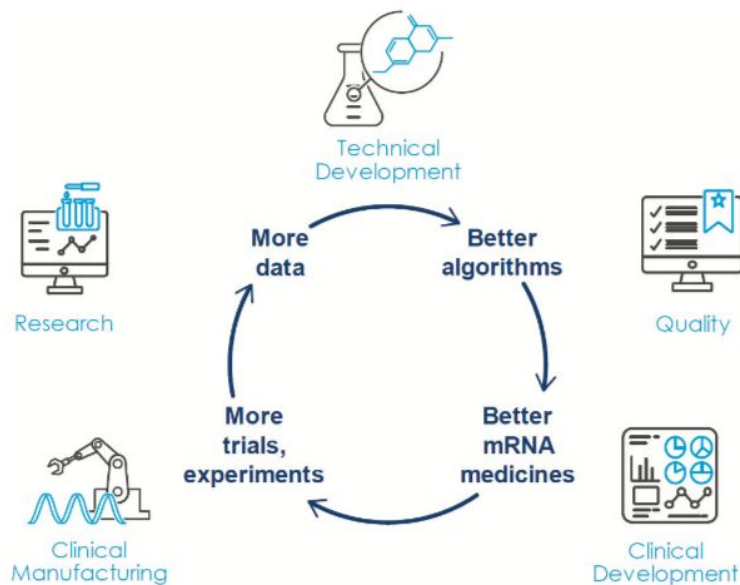 Technical
Development
More
data
Better
algorithms
Research
Quality
More
trials,
experiments
Better
mRNA
medicines
Clinical
Manufacturing
Clinical
Development